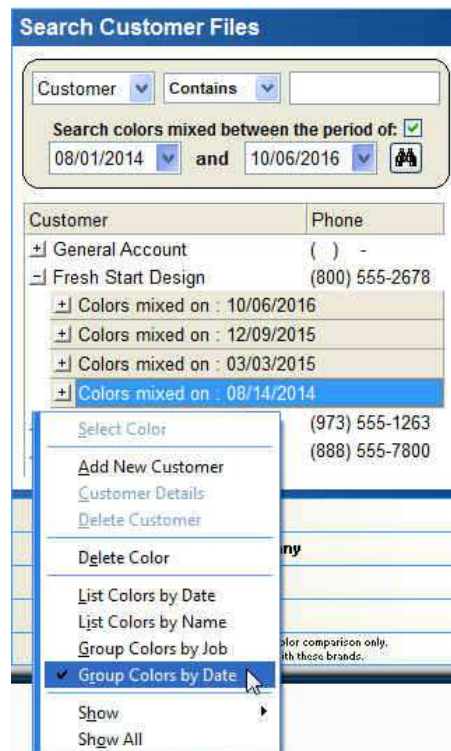 Search Customer Files
Customer Contains
Search colors mixed between the period of:
08/01/2014 and 10/06/2016
Customer Phone
General Account ( ) -
Fresh Start Design (800) 555-2678
Colors mixed on : 10/06/2016
Colors mixed on : 12/09/2015
Colors mixed on : 03/03/2015
Colors mixed on : 08/14/2014
(973) 555-1263
(888) 555-7800
Select Color
Add New Customer
Customer Details
Delete Customer
Delete Color
ny
List Colors by Date
List Colors by Name
Group Colors by Job
Group Colors by Date
olor comparison only.
ith these brands.
Show
Show All